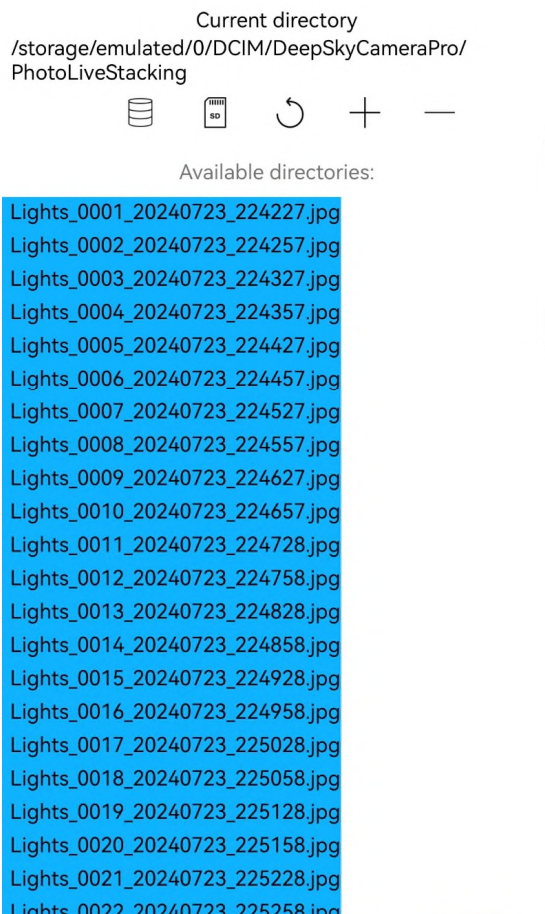 Current directory
/storage/emulated/0/DCIM/DeepSkyCameraPro/
PhotoLiveStacking
SD
Available directories:
Lights_0001_20240723_224227.jpg
Lights_0002_20240723_224257.jpg
Lights_0003_20240723_224327.jpg
Lights_0004_20240723_224357.jpg
Lights_0005_20240723_224427.jpg
Lights_0006_20240723_224457.jpg
Lights_0007_20240723_224527.jpg
Lights_0008_20240723_224557.jpg
Lights_0009_20240723_224627.jpg
Lights_0010_20240723_224657.jpg
Lights_0011_20240723_224728.jpg
Lights_0012_20240723_224758.jpg
Lights_0013_20240723_224828.jpg
Lights_0014_20240723_224858.jpg
Lights_0015_20240723_224928.jpg
Lights_0016_20240723_224958.jpg
Lights_0017_20240723_225028.jpg
Lights_0018_20240723_225058.jpg
Lights_0019_20240723_225128.jpg
Lights_0020_20240723_225158.jpg
Lights_0021_20240723_225228.jpg
Lights_0022_20240723_225258.jpg